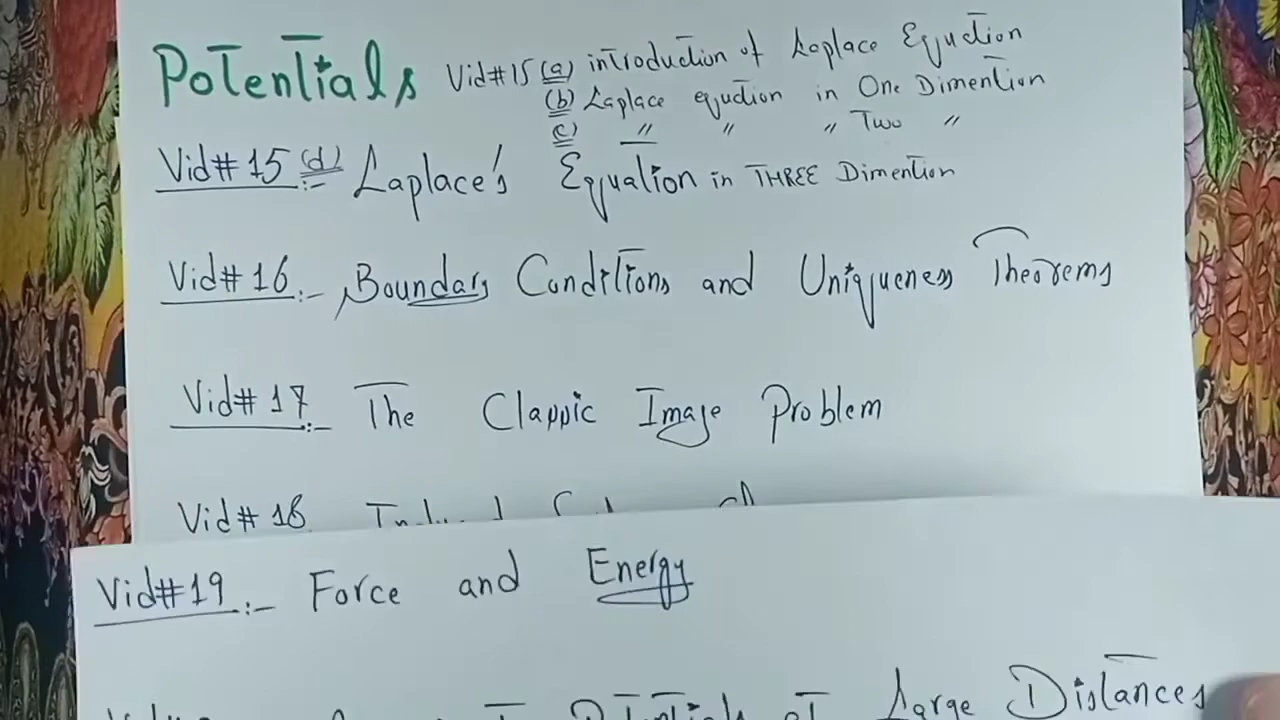 Potentials Vid#15 (a) introduction of Laplace Equation
(b) Laplace equation in One Dimention
(c) " " " Two "
Vid#15 (d) :- Laplace's Equation in THREE Dimention
Vid#16 :- Boundary Conditions and Uniqueness Theorems
Vid#17 :- The Classic Image Problem
Vid#18
Vid#19 :- Force and Energy
at Large Distances